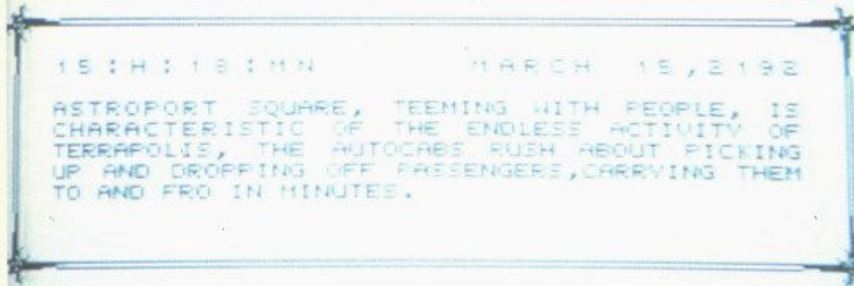 15:H:18:MN MARCH 15,2192
ASTROPORT SQUARE, TEEMING WITH PEOPLE, IS
CHARACTERISTIC OF THE ENDLESS ACTIVITY OF
TERRAPOLIS, THE AUTOCABS RUSH ABOUT PICKING
UP AND DROPPING OFF PASSENGERS,CARRYING THEM
TO AND FRO IN MINUTES.